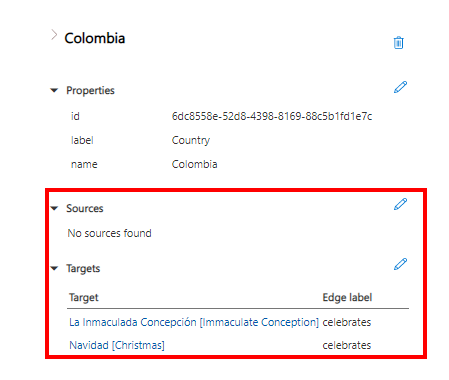 Colombia
Properties
id 6dc8558e-52d8-4398-8169-88c5b1fd1e7c
label Country
name Colombia
Sources
No sources found
Targets
Target Edge label
La Inmaculada Concepción [Immaculate Conception] celebrates
Navidad [Christmas] celebrates